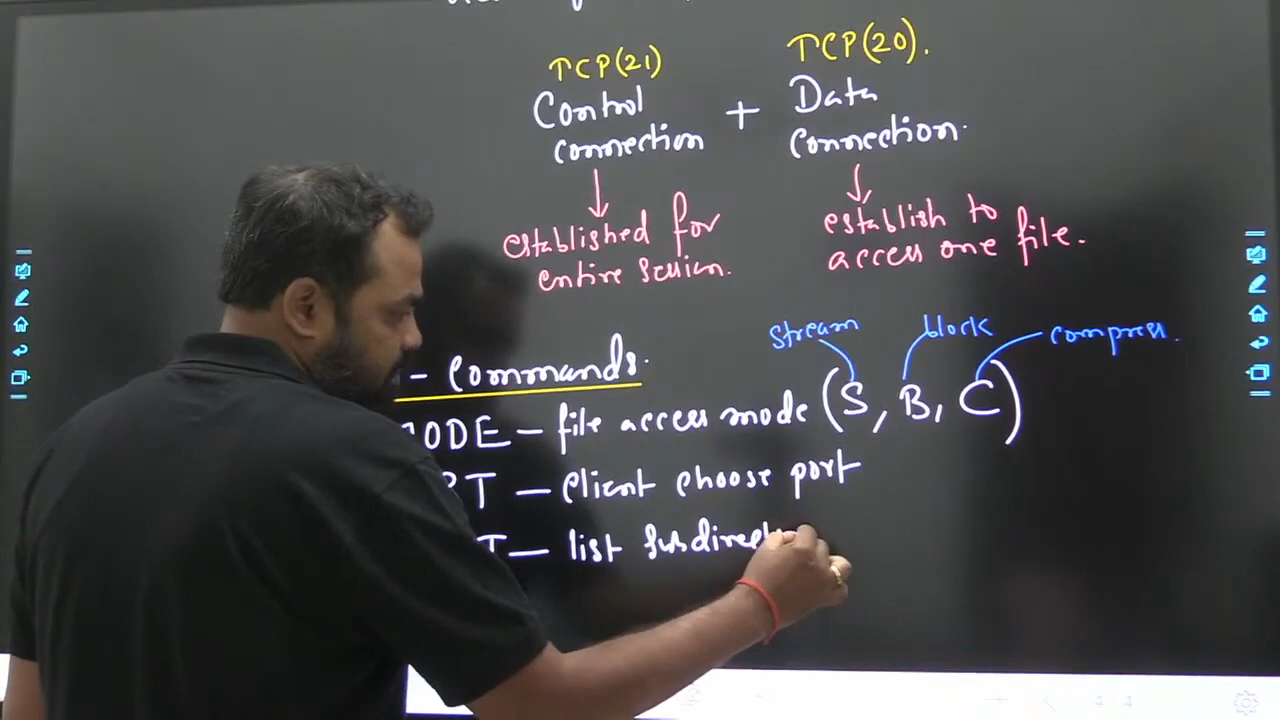 TCP(21)
TCP(20).
Control
connection
+
Data
connection.
established for
entire session.
establish to
access one file.
- Commands.
stream
block
compress.
ODE - file access mode (S, B, C)
T - Client choose port
T - list